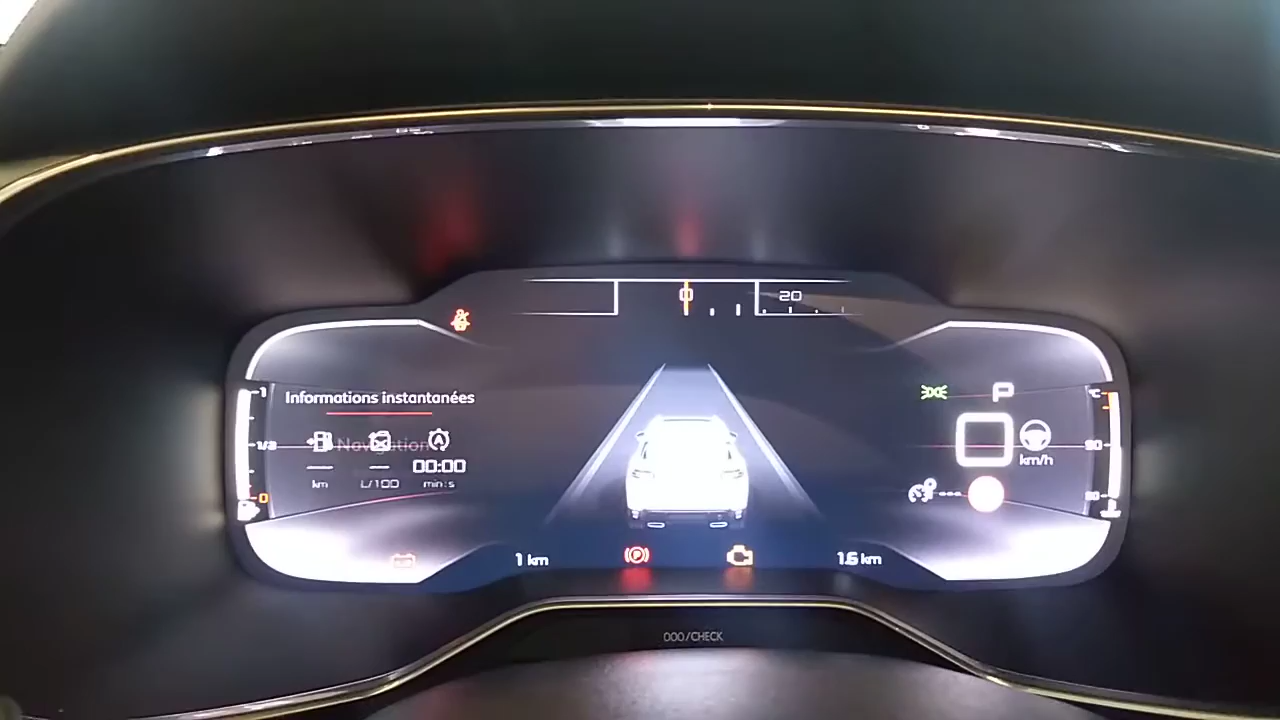 0 20
Informations instantanées
Navigation
00:00
km L/100 min:s
1
1/2
0
P
0
km/h
°C
90
---
1 km
P
1.6 km
000/CHECK